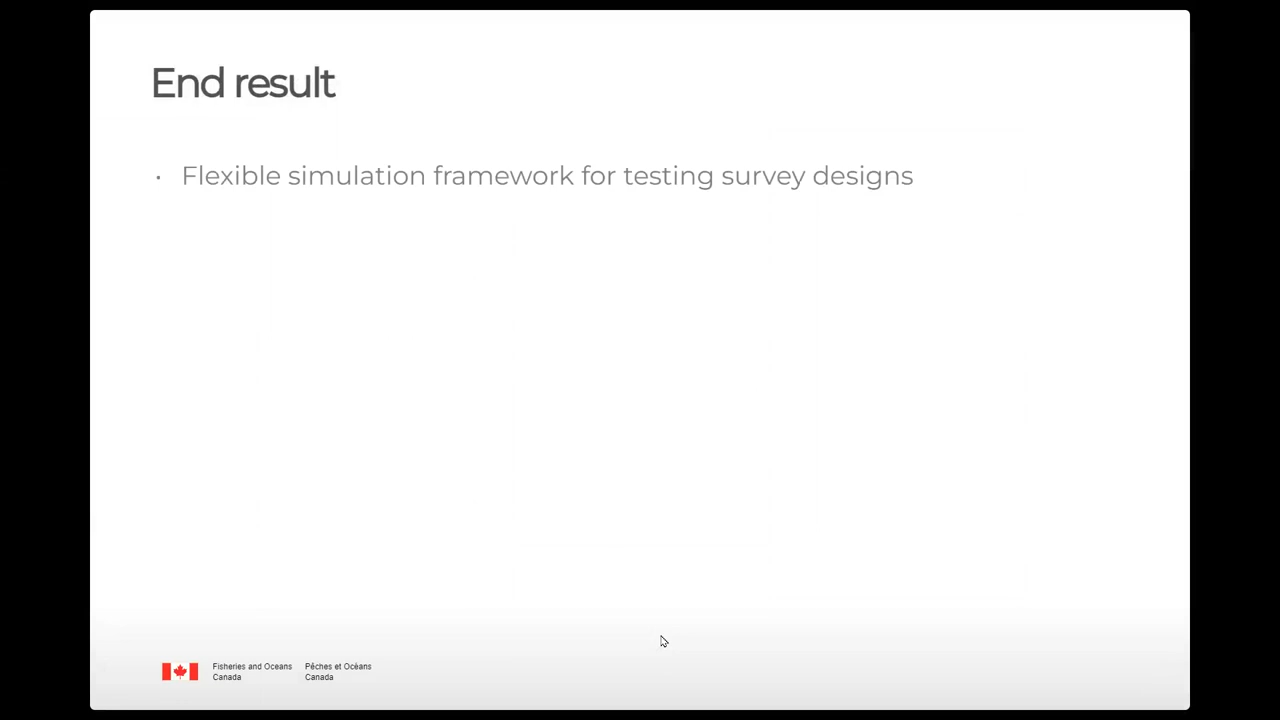 End result
· Flexible simulation framework for testing survey designs
Fisheries and Oceans
Canada
Pêches et Océans
Canada